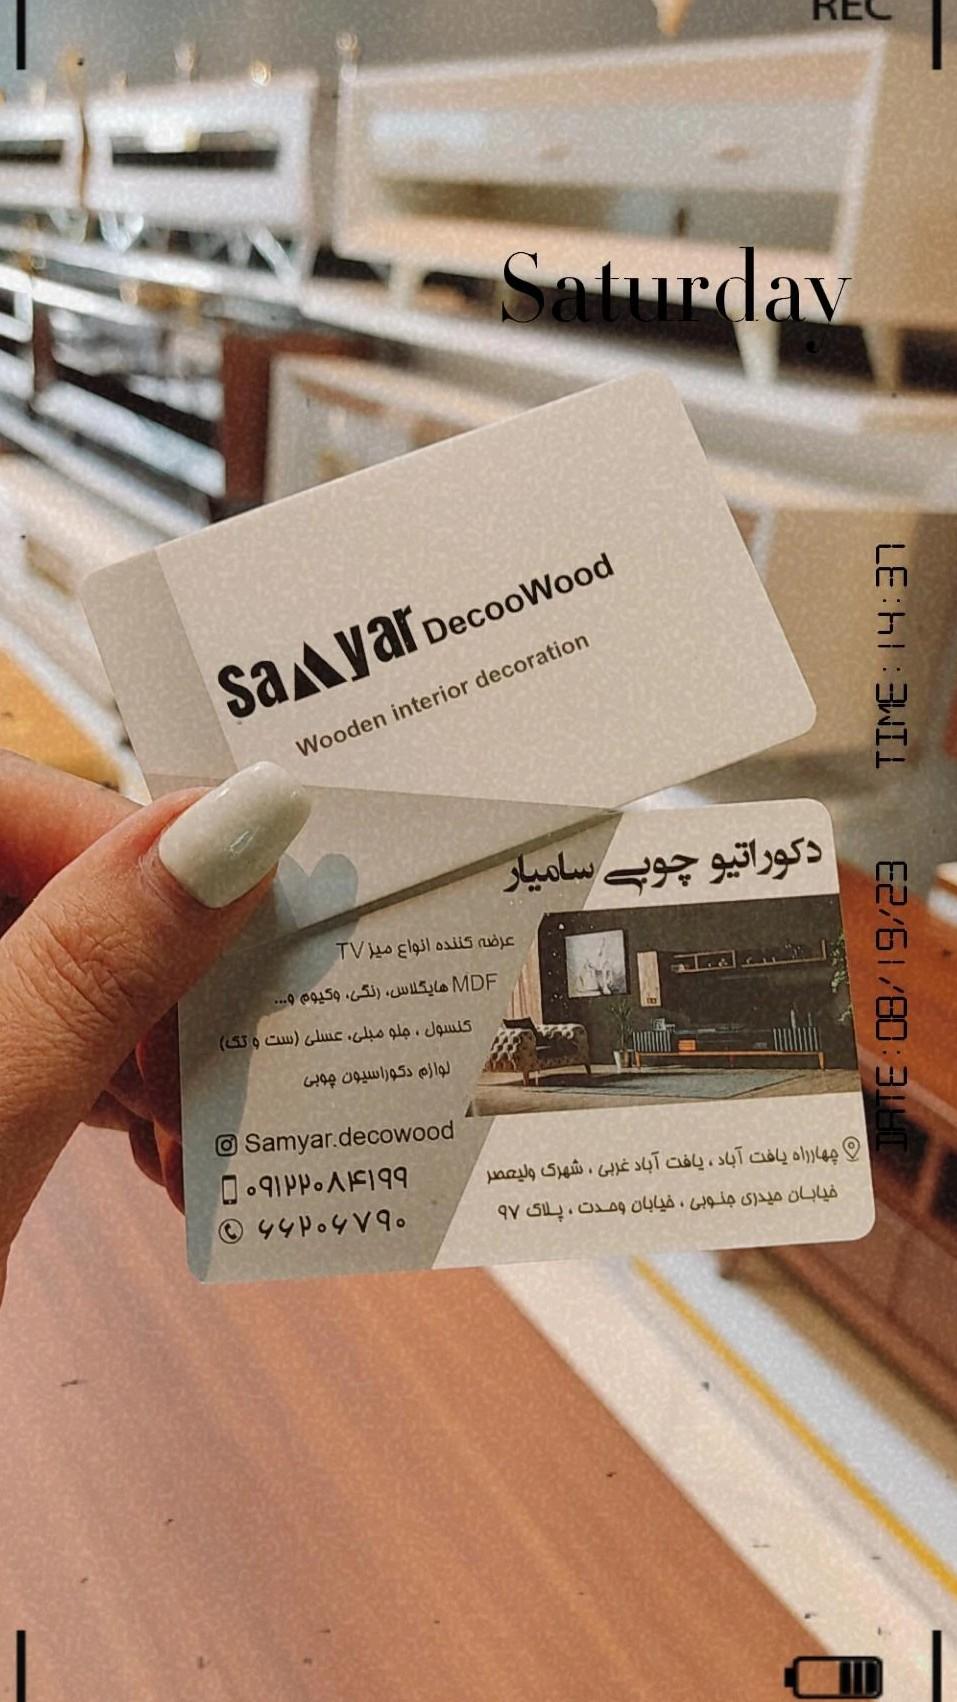 REC
Saturday
samyar DecooWood
Wooden interior decoration
TIME:14:37
DATE:08/19/23
دکوراتیو چوبی سامیار
عرضه کننده انواع میز TV
MDF هایگلاس، رنگی، وکیوم و...
کنسول ، جلو مبلی، عسلی (ست و تک)
لوازم دکوراسیون چوبی
Samyar.decowood
۰۹۱۲۲۰۸۴۱۹۹
۶۶۲۰۶۷۹۰
چهارراه یافت آباد ، یافت آباد غربی ، شهرک ولیعصر
خیابان حیدری جنوبی ، خیابان وحدت ، پلاک ۹۷